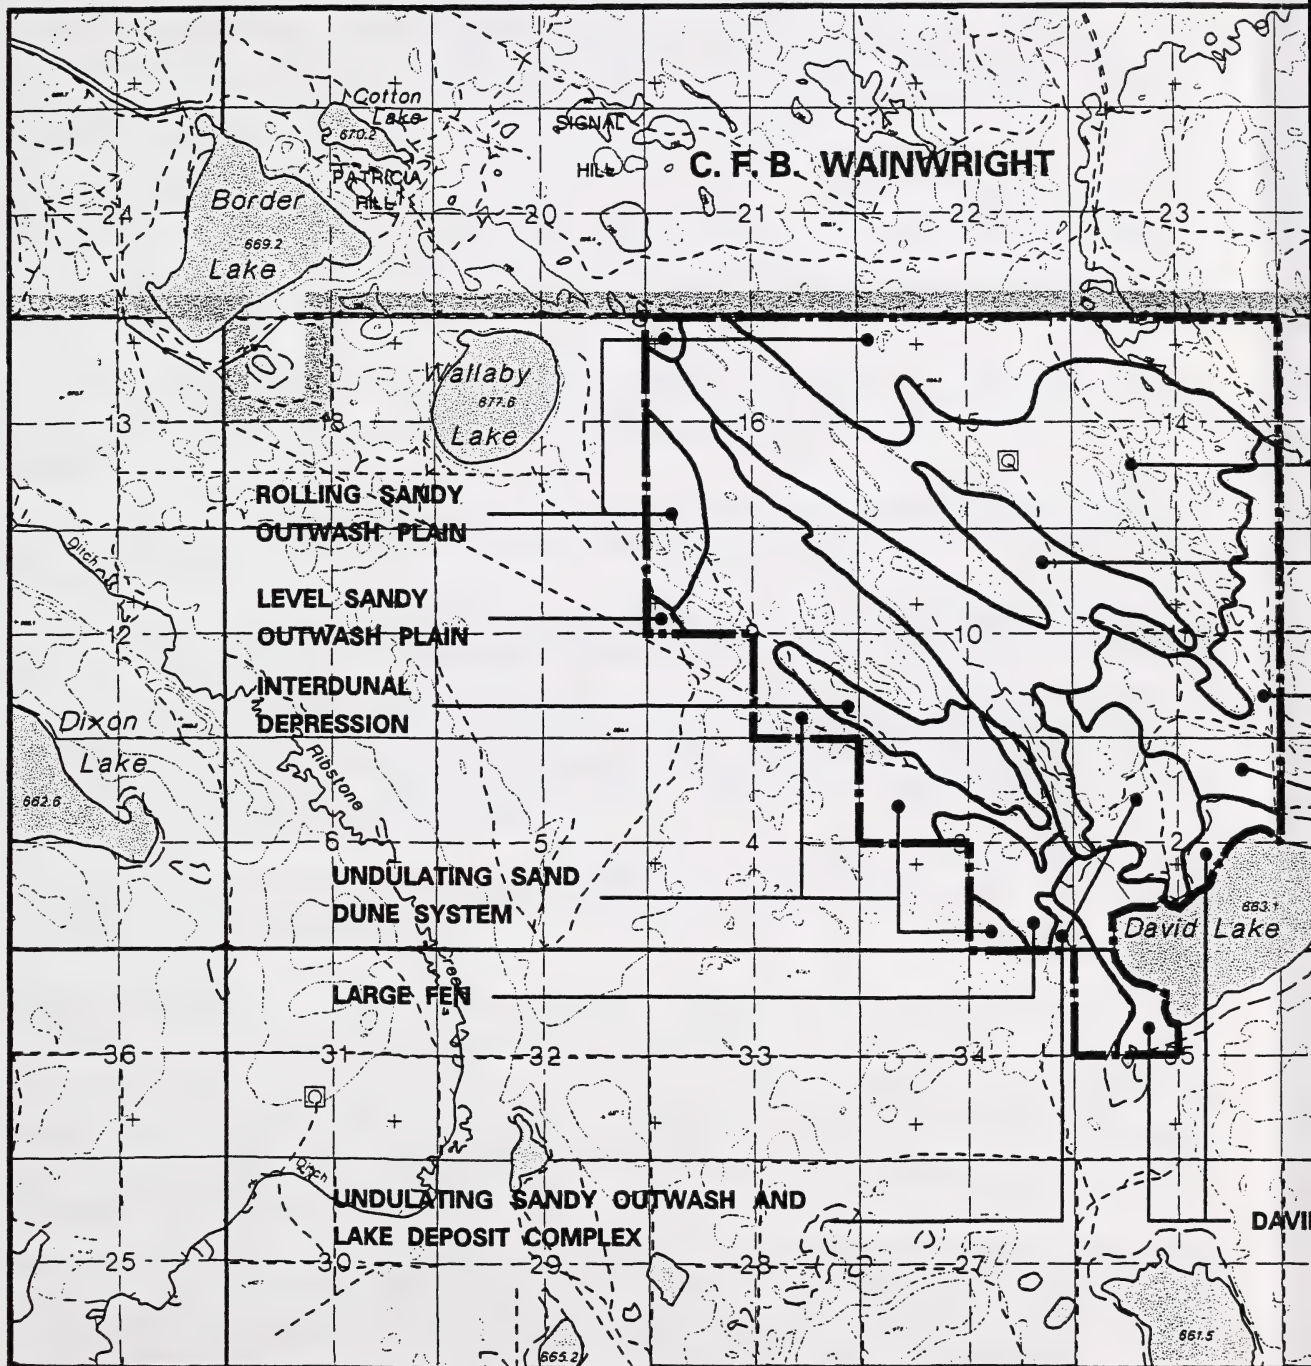 Cotton
Lake
670.2
SIGNAL
HILL
C. F. B. WAINWRIGHT
PATRICIA
HILL
Border
669.2
Lake
24
20
21
22
23
Wallaby
677.6
Lake
13
18
16
15
14
Q
ROLLING SANDY
OUTWASH PLAIN
Ditch
LEVEL SANDY
OUTWASH PLAIN
12
10
11
INTERDUNAL
DEPRESSION
Dixon
Lake
662.6
Ribstone
6
5
4
3
2
UNDULATING SAND
DUNE SYSTEM
663.1
David Lake
LARGE FEN
Creek
36
31
32
33
34
35
Ditch
UNDULATING SANDY OUTWASH AND
LAKE DEPOSIT COMPLEX
DAVI
25
30
29
28
27
665.2
661.5